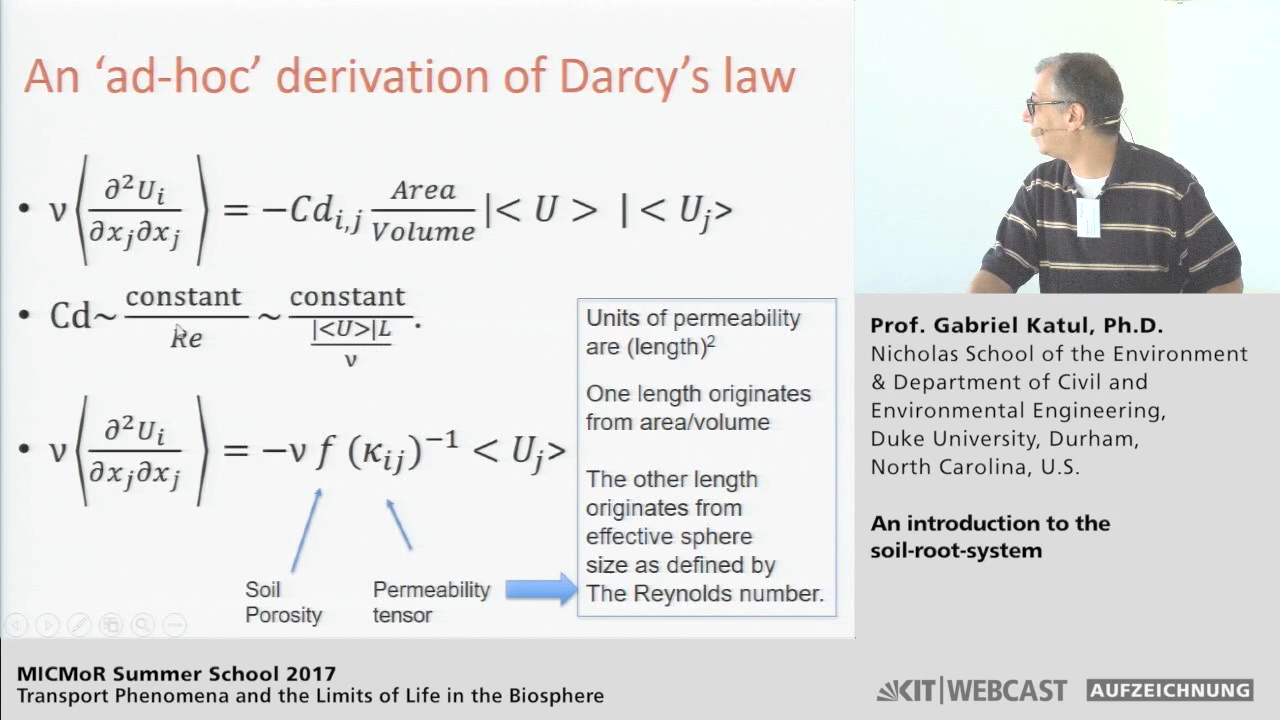 An ‘ad-hoc’ derivation of Darcy’s law
• ν ⟨ ∂²U_i / ∂x_j ∂x_j ⟩ = −Cd_{i,j} Area / Volume |< U > | < U_j>
• Cd~ constant / Re ~ constant / (|<U>|L / ν) .
• ν ⟨ ∂²U_i / ∂x_j ∂x_j ⟩ = −ν f (κ_{ij})⁻¹ < U_j>
Soil
Porosity
Permeability
tensor
Units of permeability
are (length)²
One length originates
from area/volume
The other length
originates from
effective sphere
size as defined by
The Reynolds number.
Prof. Gabriel Katul, Ph.D.
Nicholas School of the Environment
& Department of Civil and
Environmental Engineering,
Duke University, Durham,
North Carolina, U.S.
An introduction to the
soil-root-system
MICMoR Summer School 2017
Transport Phenomena and the Limits of Life in the Biosphere
KIT|WEBCAST
AUFZEICHNUNG